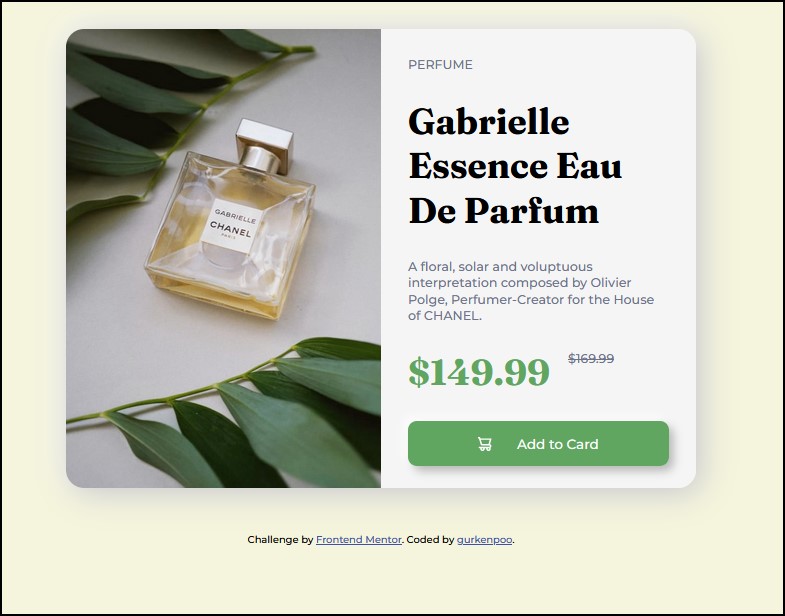 PERFUME
Gabrielle
Essence Eau
De Parfum
GABRIELLE
CHANEL
PARIS
A floral, solar and voluptuous
interpretation composed by Olivier
Polge, Perfumer-Creator for the House
of CHANEL.
$149.99 $169.99
Add to Card
Challenge by Frontend Mentor. Coded by gurkenpoo.